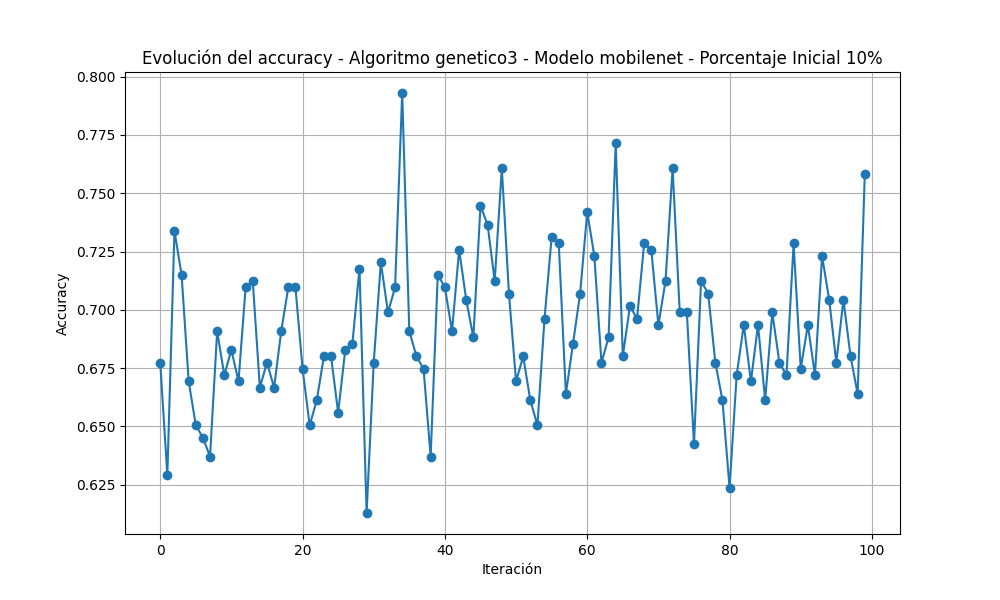 Evolución del accuracy - Algoritmo genetico3 - Modelo mobilenet - Porcentaje Inicial 10%
0.800
0.775
0.750
0.725
0.700
0.675
0.650
0.625
Accuracy
0 20 40 60 80 100
Iteración